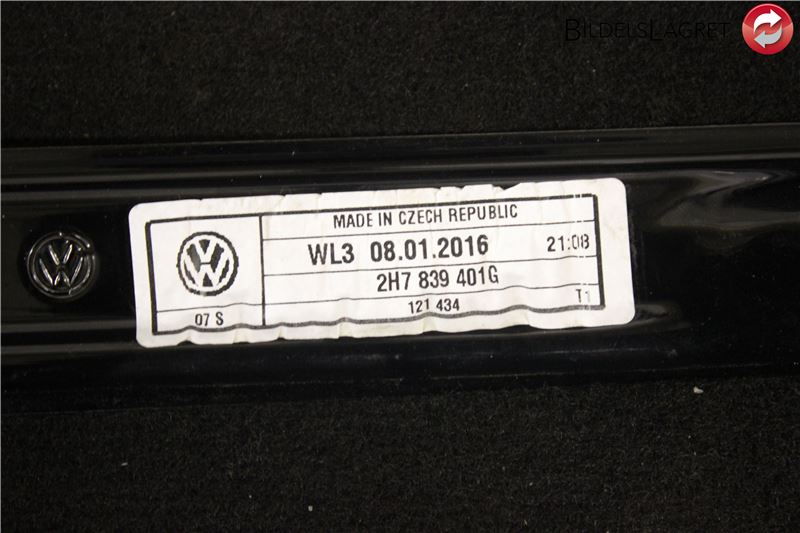 BILDELSLAGRET
MADE IN CZECH REPUBLIC
WL3 08.01.2016 21:08
2H7 839 401G
07 S 121 434 T1